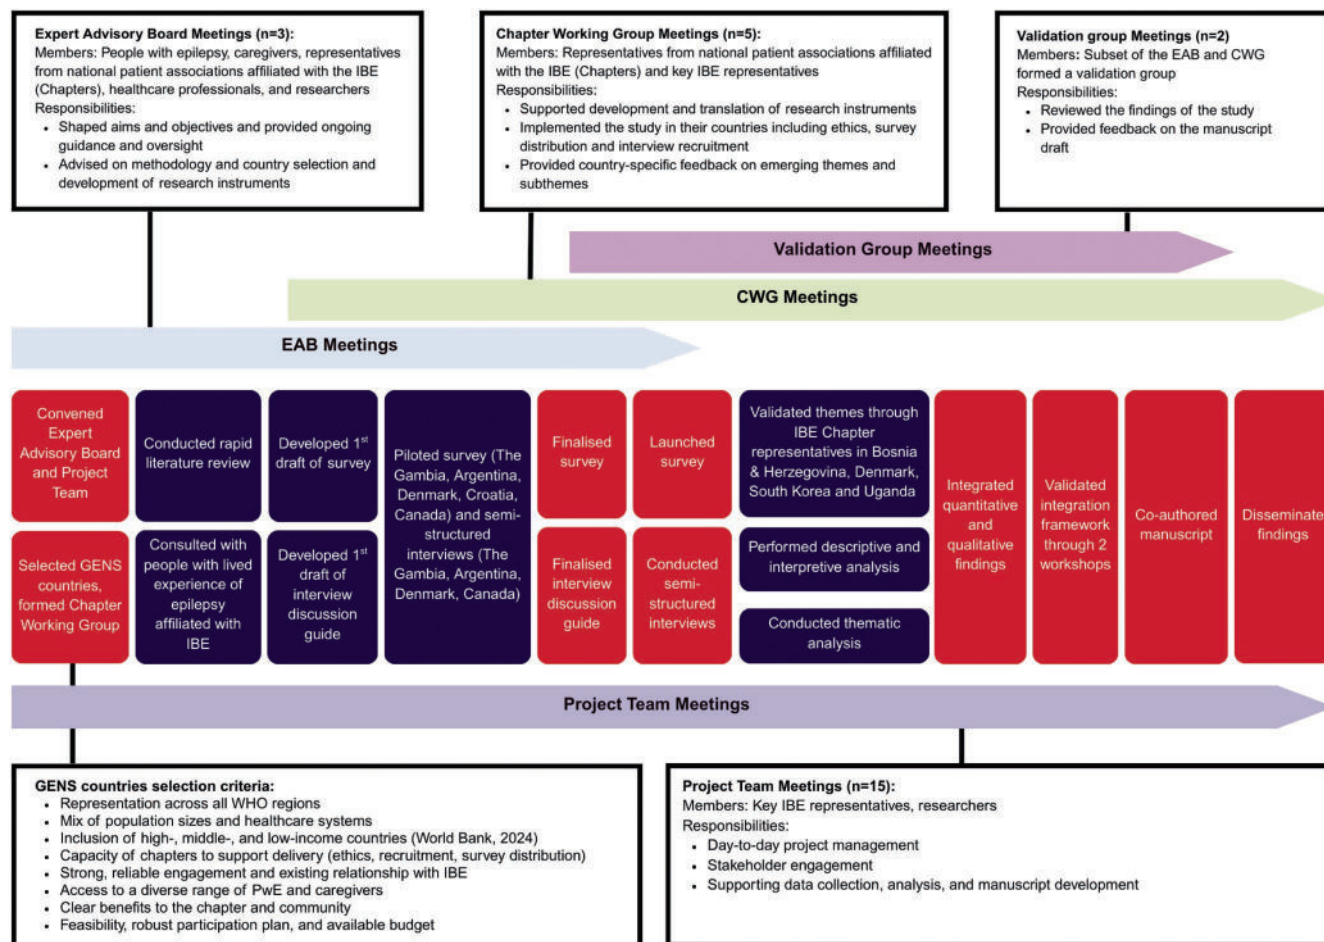 Expert Advisory Board Meetings (n=3):
Members: People with epilepsy, caregivers, representatives
from national patient associations affiliated with the IBE
(Chapters), healthcare professionals, and researchers
Responsibilities:
• Shaped aims and objectives and provided ongoing
guidance and oversight
• Advised on methodology and country selection and
development of research instruments
Chapter Working Group Meetings (n=5):
Members: Representatives from national patient associations affiliated
with the IBE (Chapters) and key IBE representatives
Responsibilities:
• Supported development and translation of research instruments
• Implemented the study in their countries including ethics, survey
distribution and interview recruitment
• Provided country-specific feedback on emerging themes and
subthemes
Validation group Meetings (n=2)
Members: Subset of the EAB and CWG
formed a validation group
Responsibilities:
• Reviewed the findings of the study
• Provided feedback on the manuscript
draft
Validation Group Meetings
CWG Meetings
EAB Meetings
Convened
Expert
Advisory Board
and Project
Team
Conducted rapid
literature review
Developed 1st
draft of survey
Piloted survey (The
Gambia, Argentina,
Denmark, Croatia,
Canada) and semi-
structured interviews (The
Gambia, Argentina,
Denmark, Canada)
Finalised
survey
Launched
survey
Validated themes through
IBE Chapter
representatives in Bosnia
& Herzegovina, Denmark,
South Korea and Uganda
Integrated
quantitative
and
qualitative
findings
Validated
integration
framework
through 2
workshops
Co-authored
manuscript
Disseminate
findings
Selected GENS
countries,
formed Chapter
Working Group
Consulted with
people with lived
experience of
epilepsy
affiliated with
IBE
Developed 1st
draft of
interview
discussion
guide
Finalised
interview
discussion
guide
Conducted
semi-
structured
interviews
Performed descriptive and
interpretive analysis
Conducted thematic
analysis
Project Team Meetings
GENS countries selection criteria:
• Representation across all WHO regions
• Mix of population sizes and healthcare systems
• Inclusion of high-, middle-, and low-income countries (World Bank, 2024)
• Capacity of chapters to support delivery (ethics, recruitment, survey distribution)
• Strong, reliable engagement and existing relationship with IBE
• Access to a diverse range of PwE and caregivers
• Clear benefits to the chapter and community
• Feasibility, robust participation plan, and available budget
Project Team Meetings (n=15):
Members: Key IBE representatives, researchers
Responsibilities:
• Day-to-day project management
• Stakeholder engagement
• Supporting data collection, analysis, and manuscript development